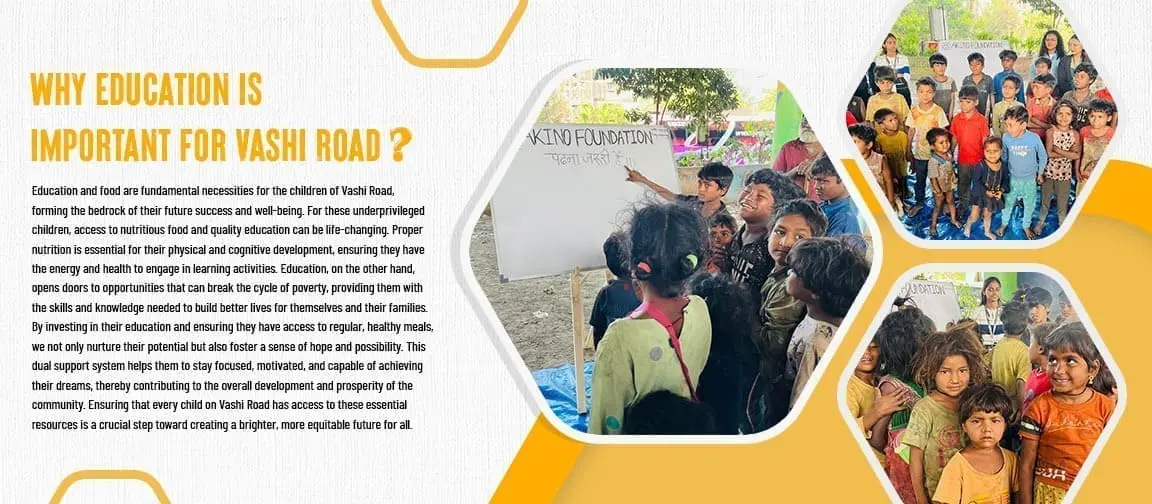 WHY EDUCATION IS
IMPORTANT FOR VASHI ROAD ?
Education and food are fundamental necessities for the children of Vashi Road,
forming the bedrock of their future success and well-being. For these underprivileged
children, access to nutritious food and quality education can be life-changing. Proper
nutrition is essential for their physical and cognitive development, ensuring they have
the energy and health to engage in learning activities. Education, on the other hand,
opens doors to opportunities that can break the cycle of poverty, providing them with
the skills and knowledge needed to build better lives for themselves and their families.
By investing in their education and ensuring they have access to regular, healthy meals,
we not only nurture their potential but also foster a sense of hope and possibility. This
dual support system helps them to stay focused, motivated, and capable of achieving
their dreams, thereby contributing to the overall development and prosperity of the
community. Ensuring that every child on Vashi Road has access to these essential
resources is a crucial step toward creating a brighter, more equitable future for all.
AKINO FOUNDATION
पढना जरुरी है !!!
AKINO FOUNDATION
UNDATION